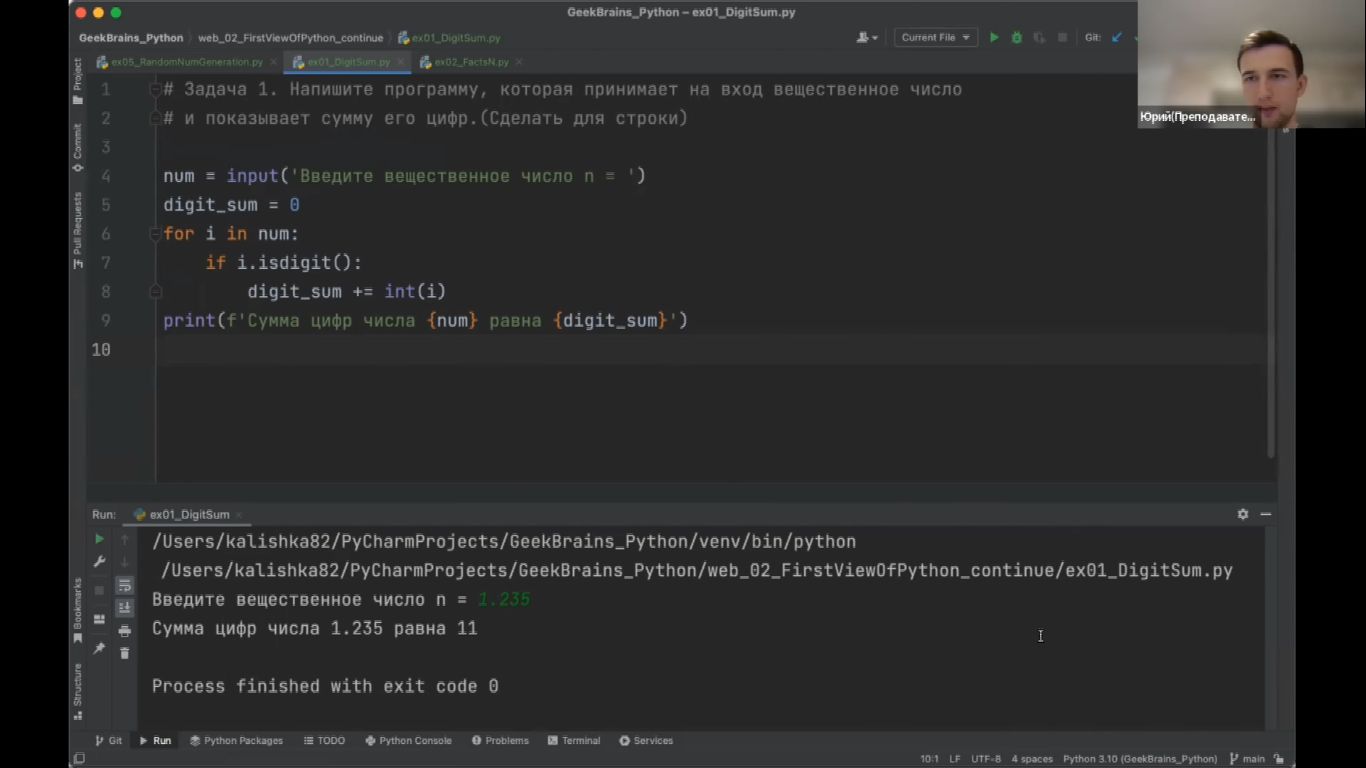 GeekBrains_Python – ex01_DigitSum.py
GeekBrains_Python 〉 web_02_FirstViewOfPython_continue 〉 ex01_DigitSum.py
Current File
Git:
ex05_RandomNumGeneration.py
ex01_DigitSum.py
ex02_FactsN.py
Project
Commit
Pull Requests
Bookmarks
Structure
1 # Задача 1. Напишите программу, которая принимает на вход вещественное число
2 # и показывает сумму его цифр.(Сделать для строки)
3
4 num = input('Введите вещественное число n = ')
5 digit_sum = 0
6 for i in num:
7 if i.isdigit():
8 digit_sum += int(i)
9 print(f'Сумма цифр числа {num} равна {digit_sum}')
10
Юрий(Преподавате...
Run: ex01_DigitSum
/Users/kalishka82/PyCharmProjects/GeekBrains_Python/venv/bin/python
/Users/kalishka82/PyCharmProjects/GeekBrains_Python/web_02_FirstViewOfPython_continue/ex01_DigitSum.py
Введите вещественное число n = 1.235
Сумма цифр числа 1.235 равна 11
Process finished with exit code 0
Git Run Python Packages TODO Python Console Problems Terminal Services
10:1 LF UTF-8 4 spaces Python 3.10 (GeekBrains_Python) main